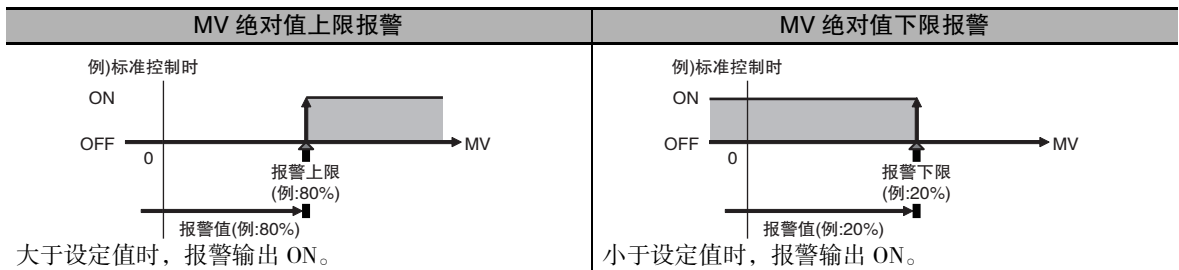 MV 绝对值上限报警
例)标准控制时
ON
OFF
0
MV
报警上限
(例:80%)
报警值(例:80%)
大于设定值时，报警输出 ON。
MV 绝对值下限报警
例)标准控制时
ON
OFF
0
MV
报警下限
(例:20%)
报警值(例:20%)
小于设定值时，报警输出 ON。